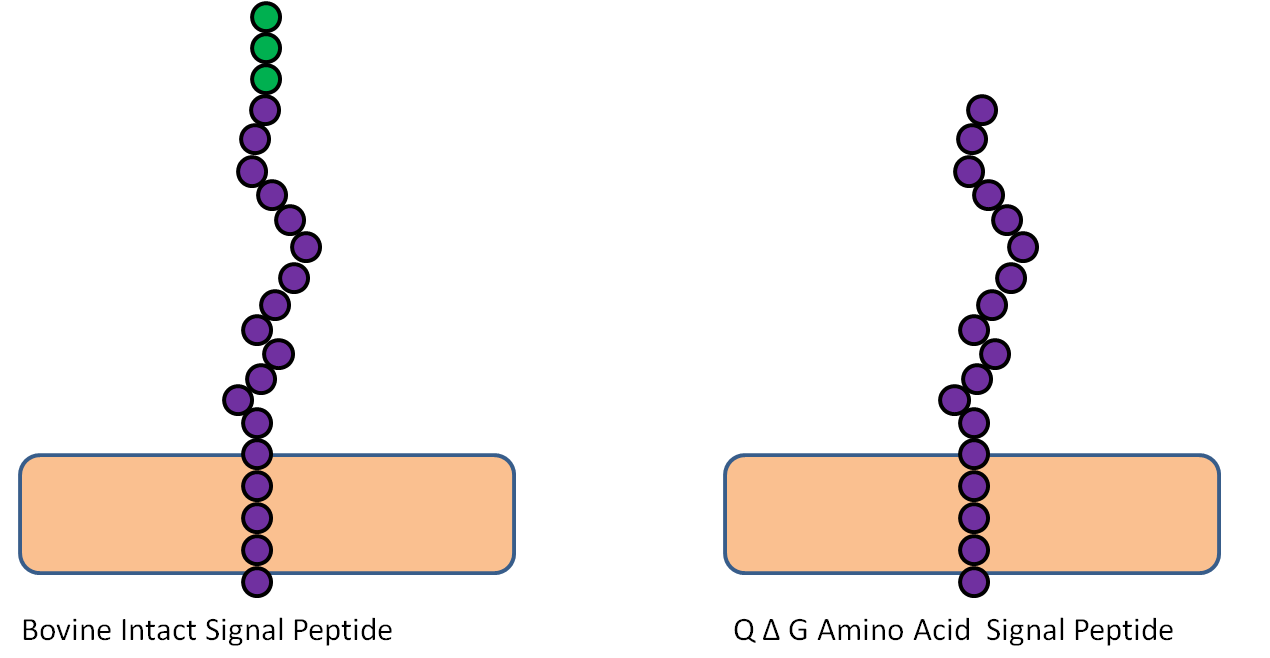 Bovine Intact Signal Peptide
Q Δ G Amino Acid  Signal Peptide